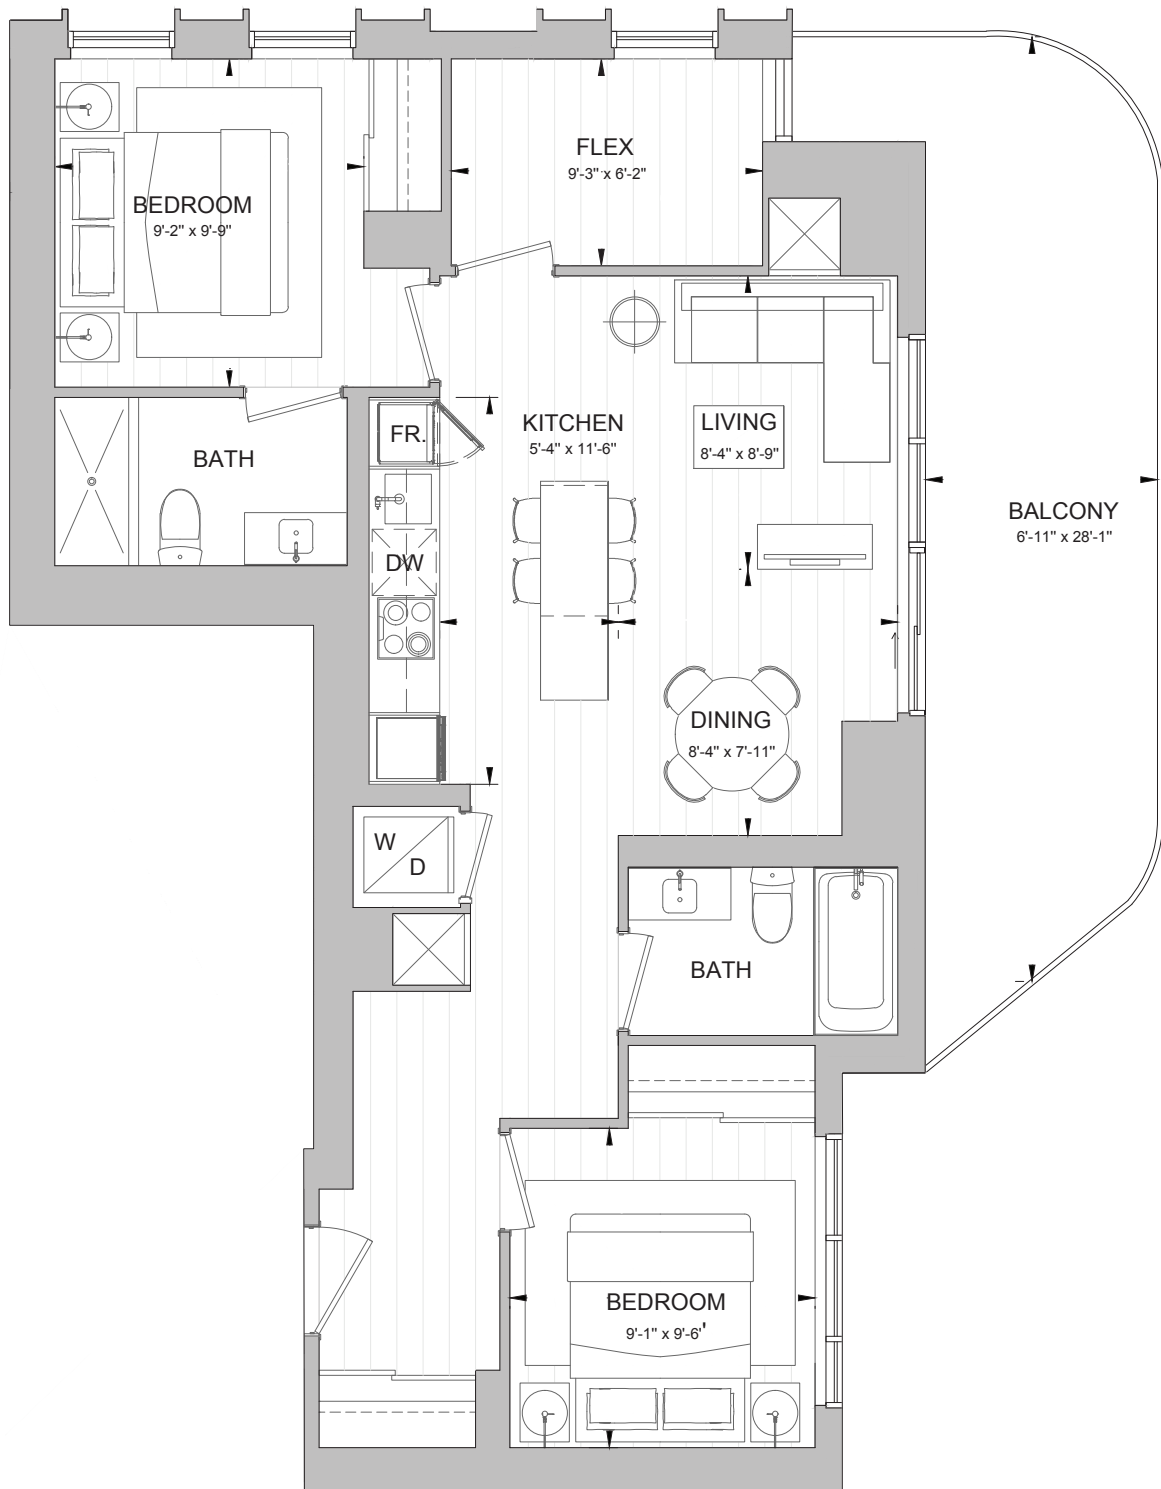 FLEX
9'-3" x 6'-2"
BEDROOM
9'-2" x 9'-9"
KITCHEN
5'-4" x 11'-6"
LIVING
8'-4" x 8'-9"
FR.
BATH
BALCONY
6'-11" x 28'-1"
DW
DINING
8'-4" x 7'-11"
W
D
BATH
BEDROOM
9'-1" x 9'-6'